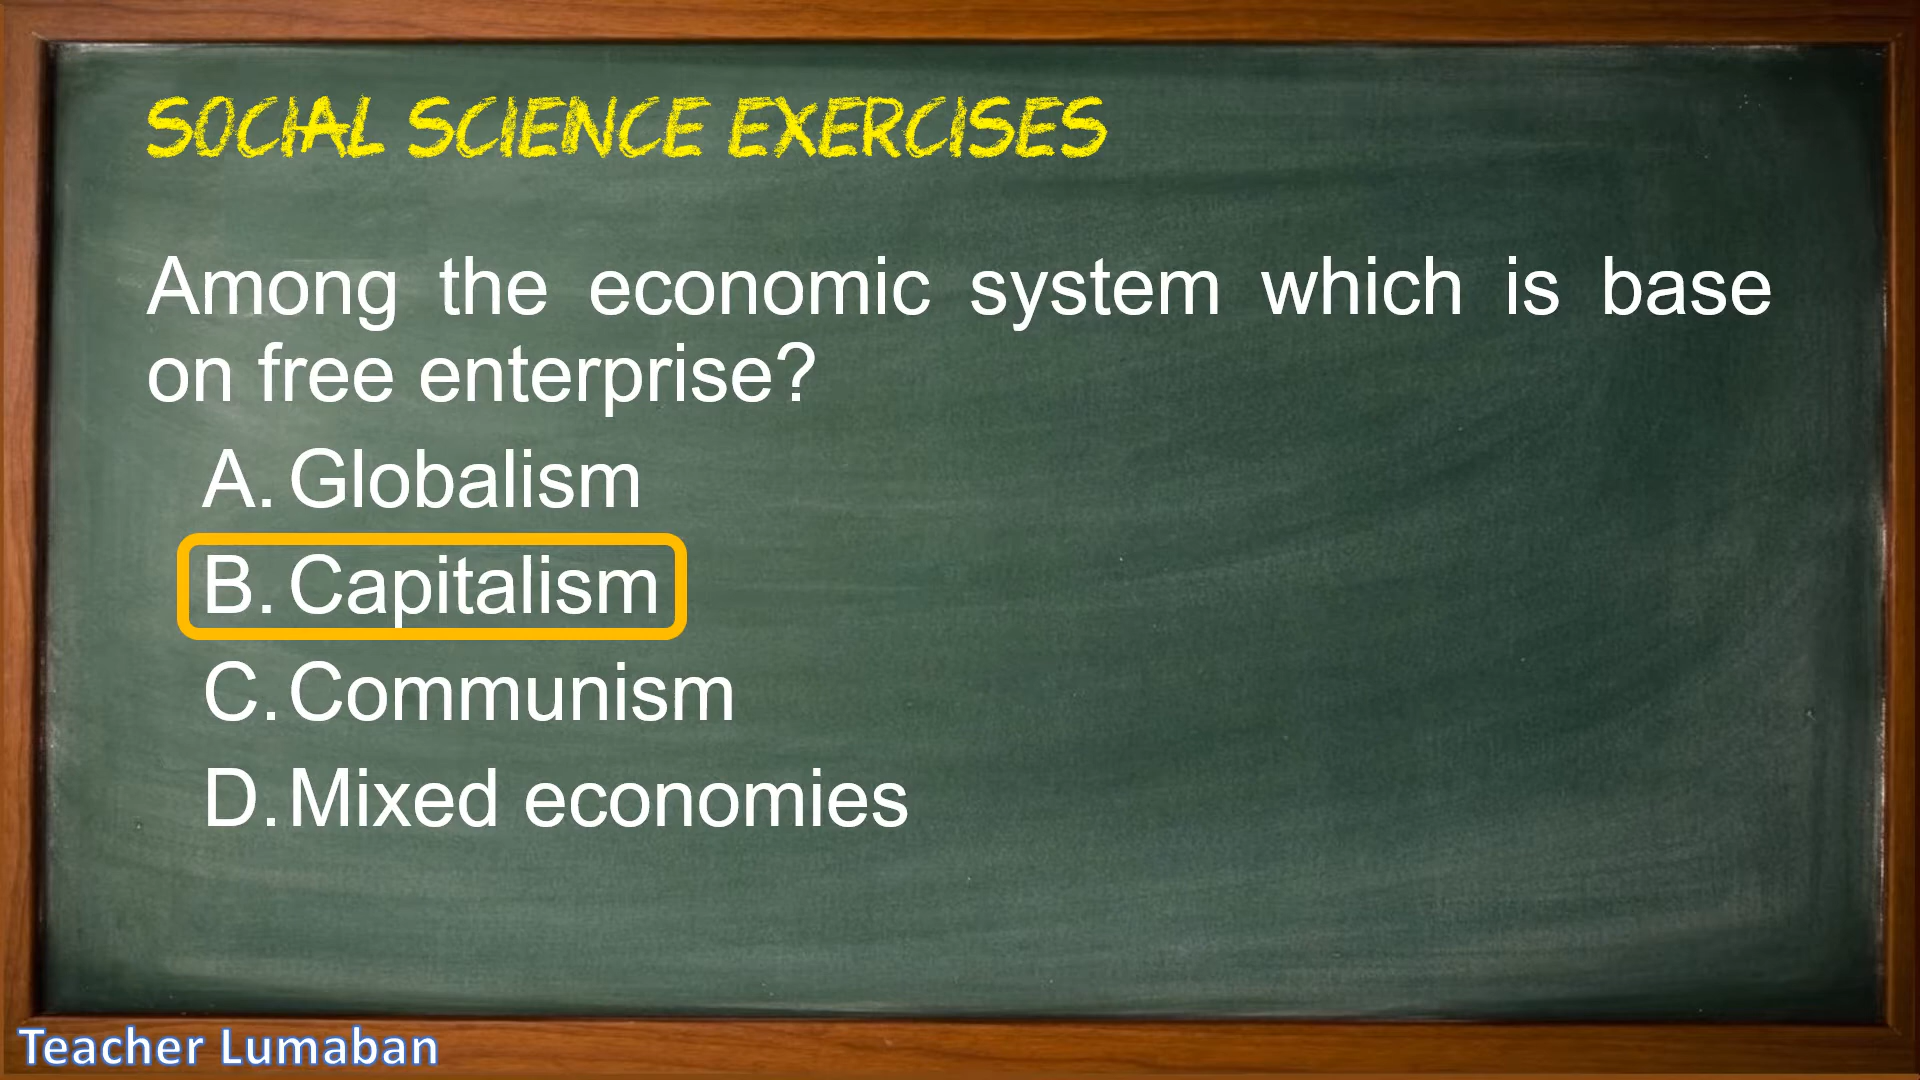 SOCIAL SCIENCE EXERCISES
Among the economic system which is base
on free enterprise?
A. Globalism
B. Capitalism
C. Communism
D. Mixed economies
Teacher Lumaban